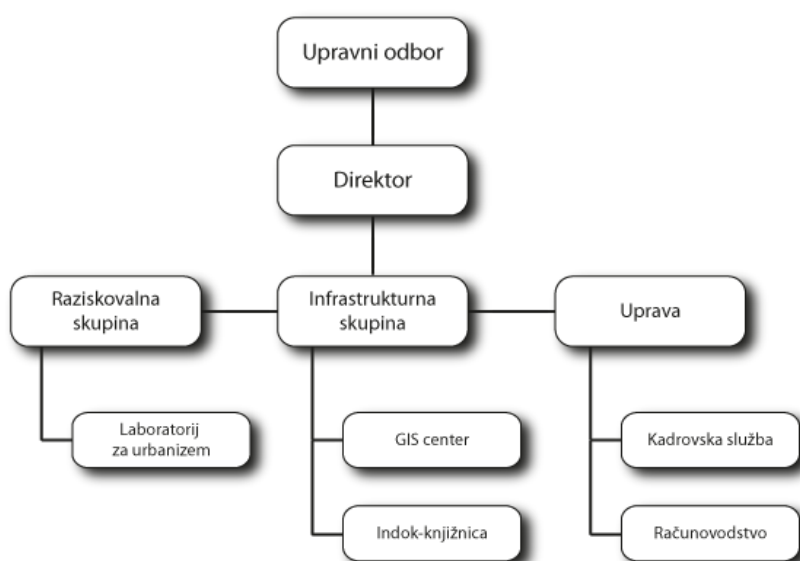 Upravni odbor
Direktor
Raziskovalna
skupina
Infrastrukturna
skupina
Uprava
Laboratorij
za urbanizem
GIS center
Kadrovska služba
Indok-knjižnica
Računovodstvo